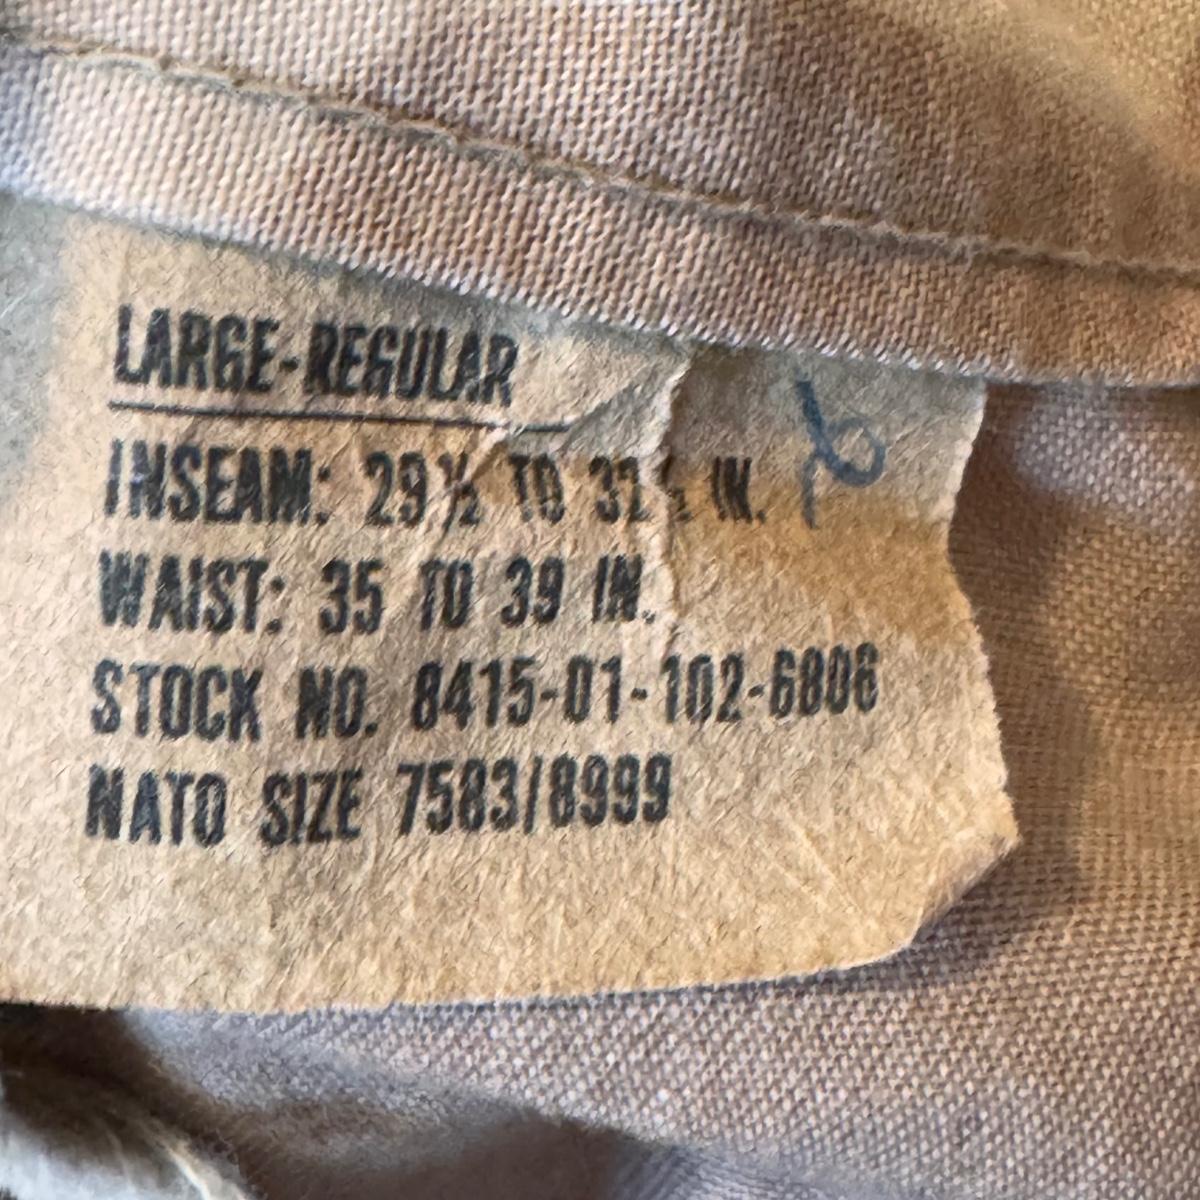 LARGE-REGULAR
INSEAM: 29½ TO 32½ IN.
WAIST: 35 TO 39 IN.
STOCK NO. 8415-01-102-6806
NATO SIZE 7583/8999